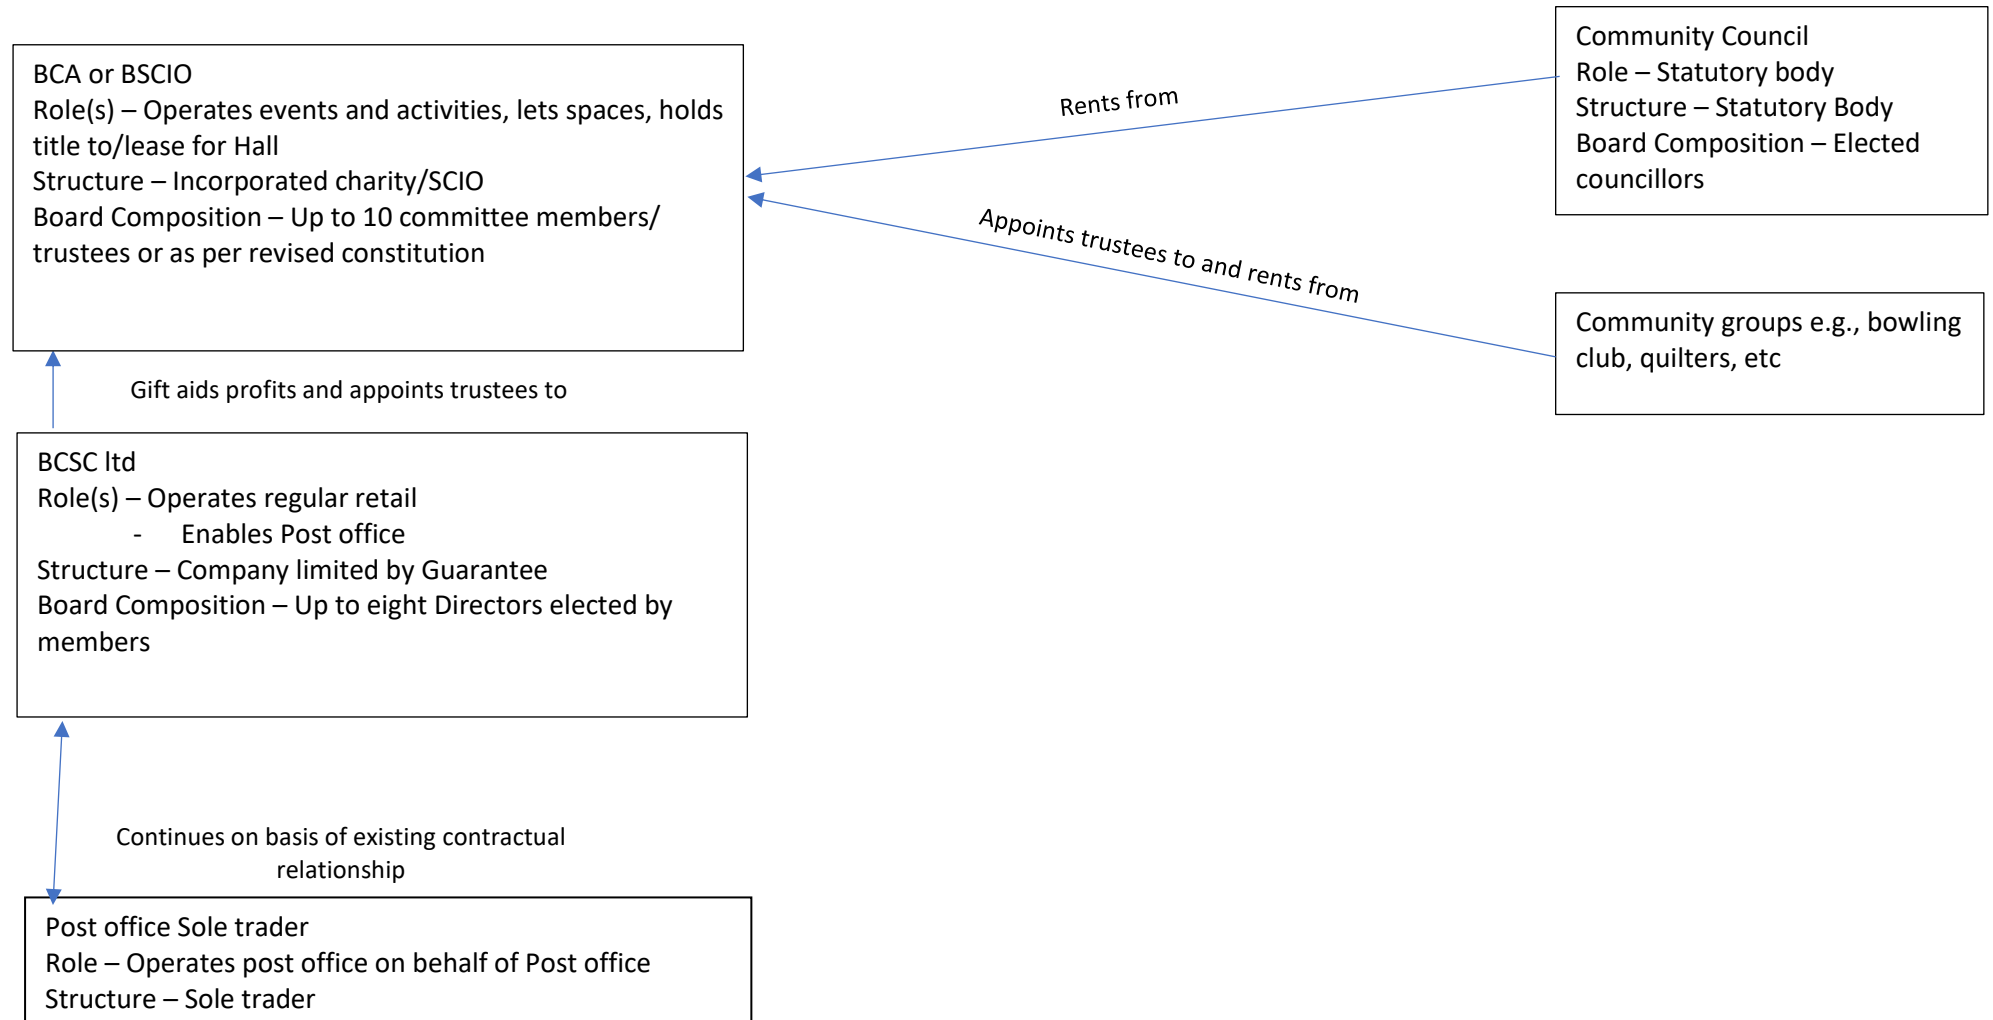 BCA or BSCIO
Role(s) – Operates events and activities, lets spaces, holds
title to/lease for Hall
Structure – Incorporated charity/SCIO
Board Composition – Up to 10 committee members/
trustees or as per revised constitution
Rents from
Community Council
Role – Statutory body
Structure – Statutory Body
Board Composition – Elected
councillors
Appoints trustees to and rents from
Community groups e.g., bowling
club, quilters, etc
Gift aids profits and appoints trustees to
BCSC ltd
Role(s) – Operates regular retail
- Enables Post office
Structure – Company limited by Guarantee
Board Composition – Up to eight Directors elected by
members
Continues on basis of existing contractual
relationship
Post office Sole trader
Role – Operates post office on behalf of Post office
Structure – Sole trader